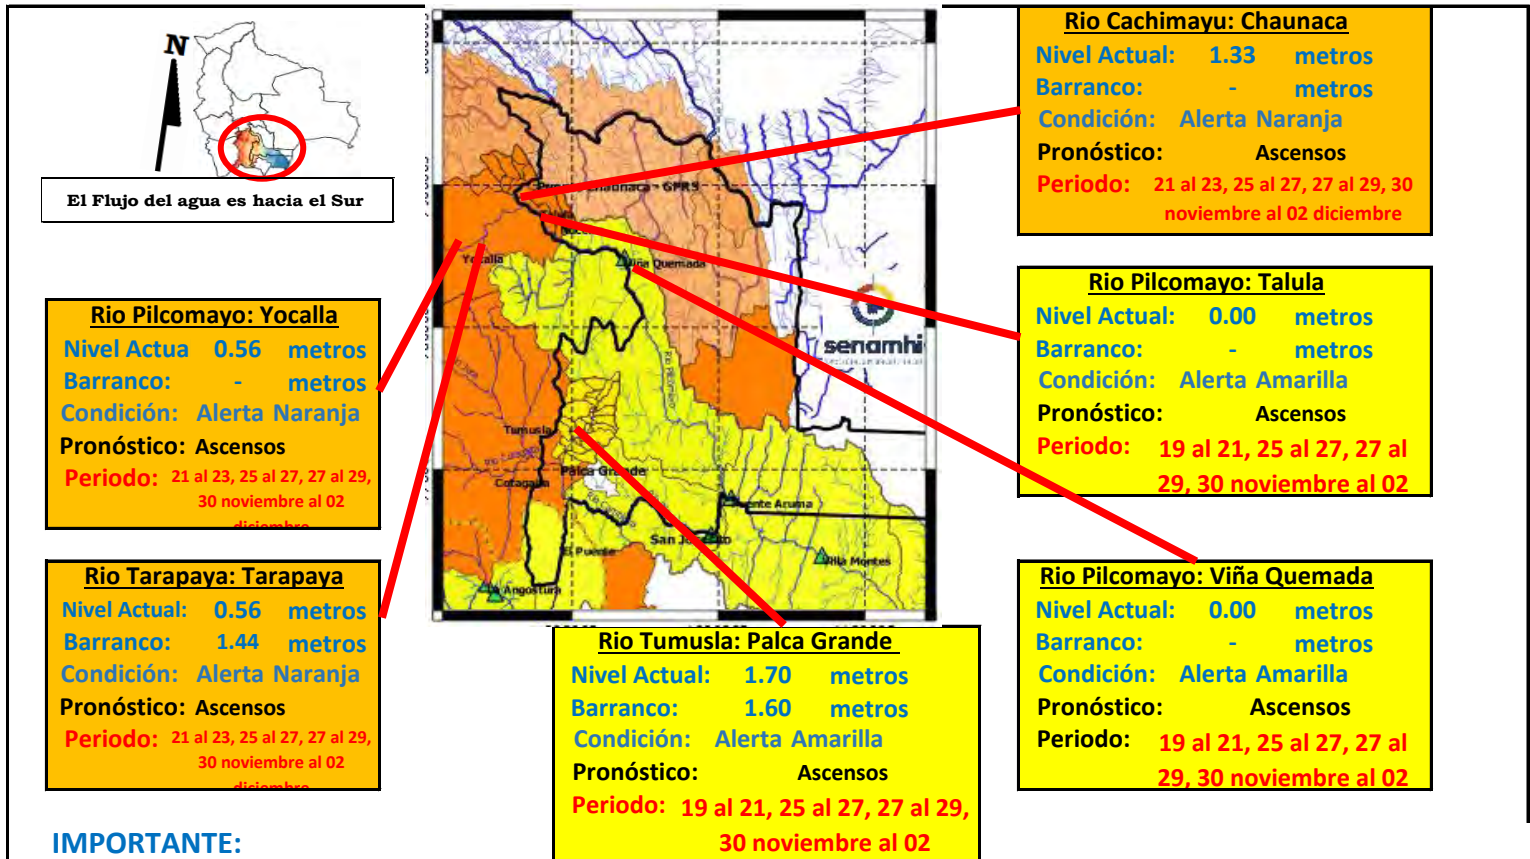 N
El Flujo del agua es hacia el Sur
Rio Pilcomayo: Yocalla
Nivel Actua 0.56 metros
Barranco: - metros
Condición: Alerta Naranja
Pronóstico: Ascensos
Periodo: 21 al 23, 25 al 27, 27 al 29,
30 noviembre al 02
diciembre
Rio Tarapaya: Tarapaya
Nivel Actual: 0.56 metros
Barranco: 1.44 metros
Condición: Alerta Naranja
Pronóstico: Ascensos
Periodo: 21 al 23, 25 al 27, 27 al 29,
30 noviembre al 02
diciembre
IMPORTANTE:
Chaunaca - GPRS
Talula
Yocalla
Viña Quemada
senamhi
Tumusla
Palca Grande
Cotagaita
Puente Aruma
San Josecito
El Puente
Villa Montes
La Angostura
Rio Tumusla: Palca Grande
Nivel Actual: 1.70 metros
Barranco: 1.60 metros
Condición: Alerta Amarilla
Pronóstico: Ascensos
Periodo: 19 al 21, 25 al 27, 27 al 29,
30 noviembre al 02
Rio Cachimayu: Chaunaca
Nivel Actual: 1.33 metros
Barranco: - metros
Condición: Alerta Naranja
Pronóstico: Ascensos
Periodo: 21 al 23, 25 al 27, 27 al 29, 30
noviembre al 02 diciembre
Rio Pilcomayo: Talula
Nivel Actual: 0.00 metros
Barranco: - metros
Condición: Alerta Amarilla
Pronóstico: Ascensos
Periodo: 19 al 21, 25 al 27, 27 al
29, 30 noviembre al 02
Rio Pilcomayo: Viña Quemada
Nivel Actual: 0.00 metros
Barranco: - metros
Condición: Alerta Amarilla
Pronóstico: Ascensos
Periodo: 19 al 21, 25 al 27, 27 al
29, 30 noviembre al 02